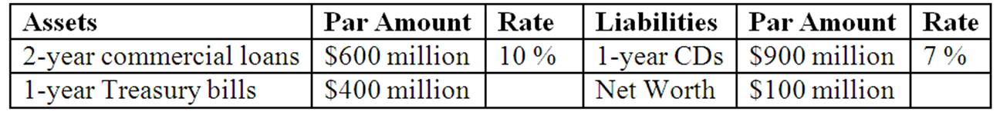 Assets Par Amount Rate Liabilities Par Amount Rate
2-year commercial loans $600 million 10 % 1-year CDs $900 million 7 %
1-year Treasury bills $400 million Net Worth $100 million